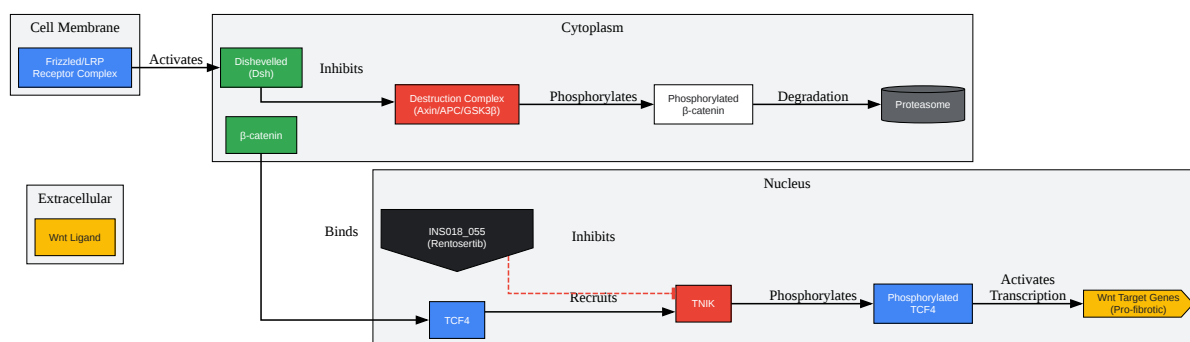 Cell Membrane
Frizzled/LRP
Receptor Complex
Activates
Cytoplasm
Dishevelled
(Dsh)
Inhibits
Destruction Complex
(Axin/APC/GSK3β)
Phosphorylates
Phosphorylated
β-catenin
Degradation
Proteasome
β-catenin
Extracellular
Wnt Ligand
Binds
Nucleus
INS018_055
(Rentosertib)
Inhibits
TCF4
Recruits
TNIK
Phosphorylates
Phosphorylated
TCF4
Activates
Transcription
Wnt Target Genes
(Pro-fibrotic)